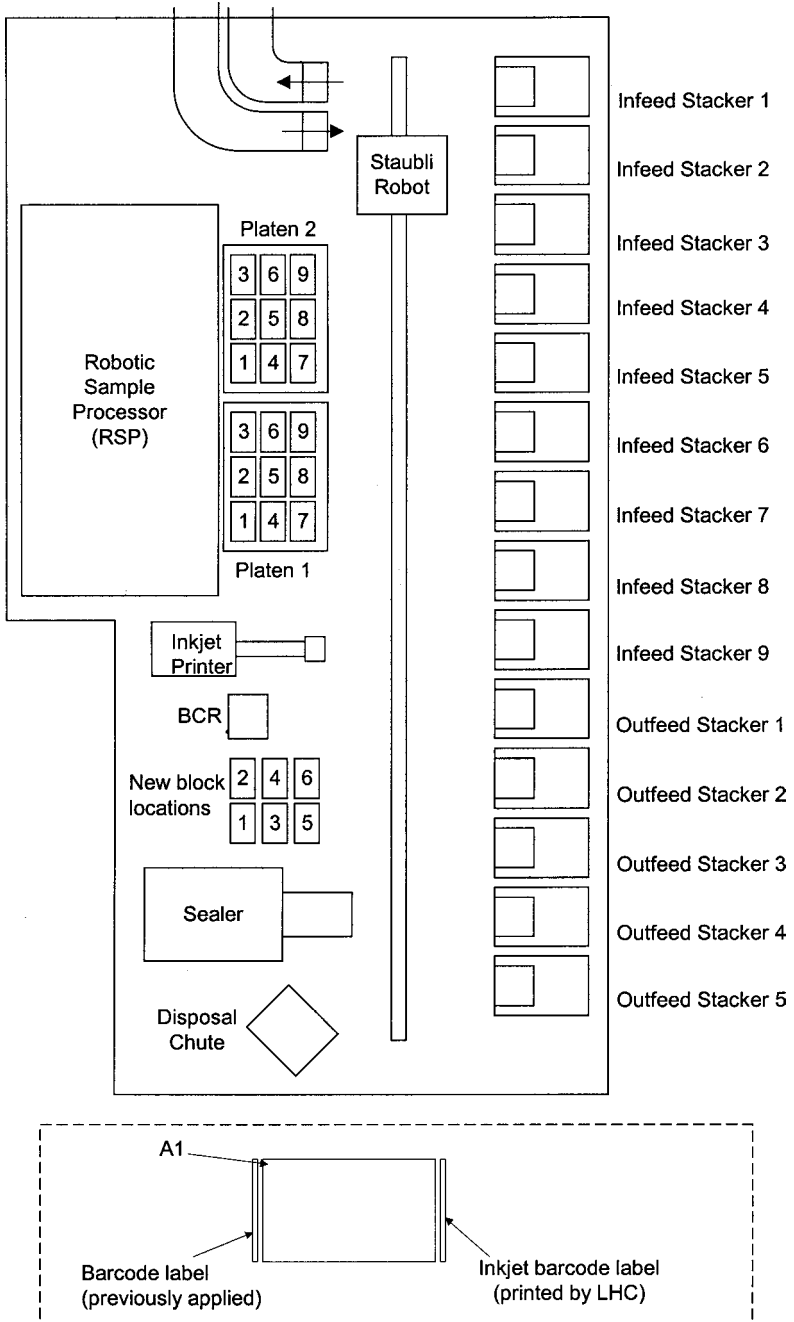 Infeed Stacker 1
Staubli
Robot
Infeed Stacker 2
Platen 2
3 6 9
2 5 8
1 4 7
Infeed Stacker 3
Infeed Stacker 4
Robotic
Sample
Processor
(RSP)
Infeed Stacker 5
3 6 9
2 5 8
1 4 7
Platen 1
Infeed Stacker 6
Infeed Stacker 7
Infeed Stacker 8
Inkjet
Printer
Infeed Stacker 9
BCR
Outfeed Stacker 1
New block
locations
2 4 6
1 3 5
Outfeed Stacker 2
Outfeed Stacker 3
Sealer
Outfeed Stacker 4
Disposal
Chute
Outfeed Stacker 5
A1
Barcode label
(previously applied)
Inkjet barcode label
(printed by LHC)